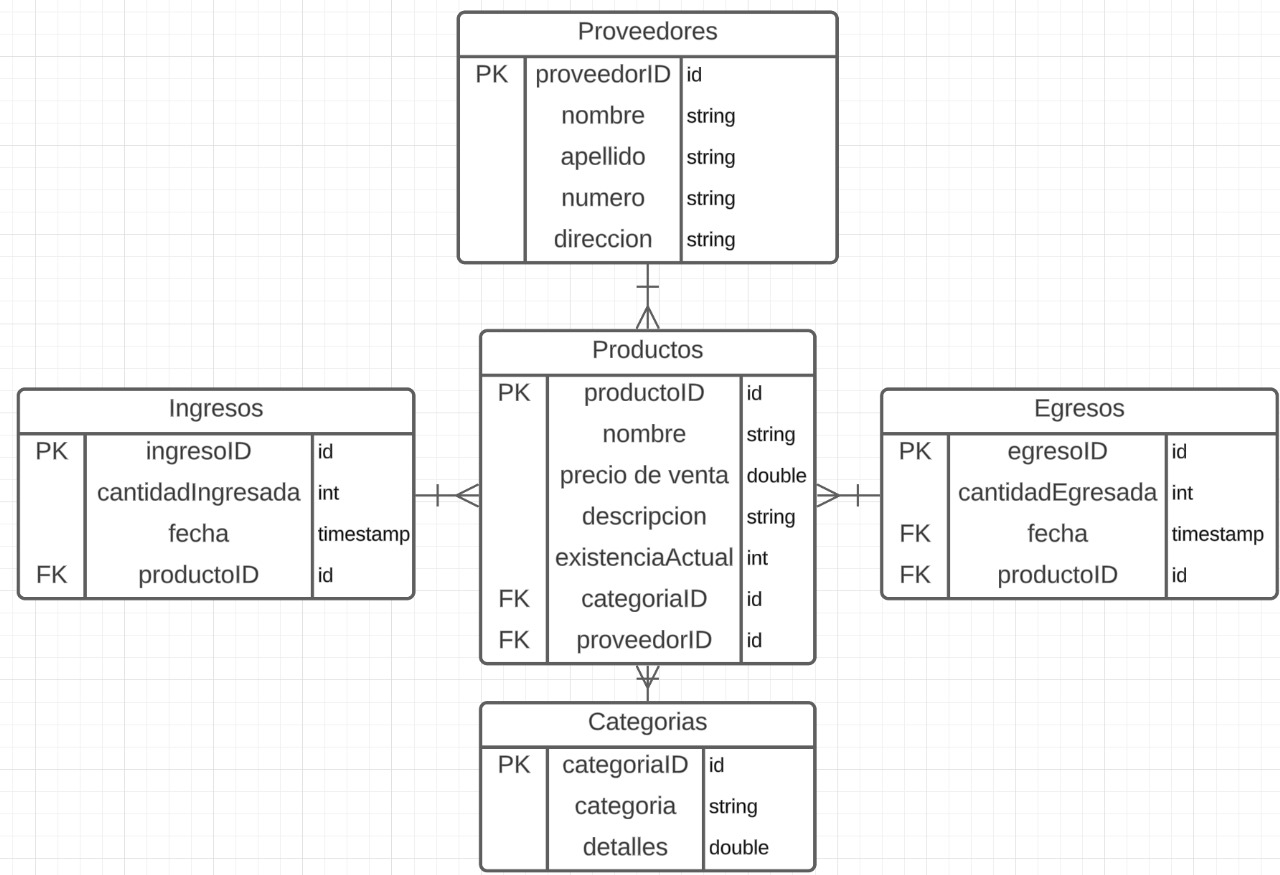 Proveedores
PK proveedorID id
nombre string
apellido string
numero string
direccion string
Productos
PK productoID id
nombre string
precio de venta double
descripcion string
existenciaActual int
FK categoriaID id
FK proveedorID id
Ingresos
PK ingresoID id
cantidadIngresada int
fecha timestamp
FK productoID id
Egresos
PK egresoID id
cantidadEgresada int
FK fecha timestamp
FK productoID id
Categorias
PK categoriaID id
categoria string
detalles double